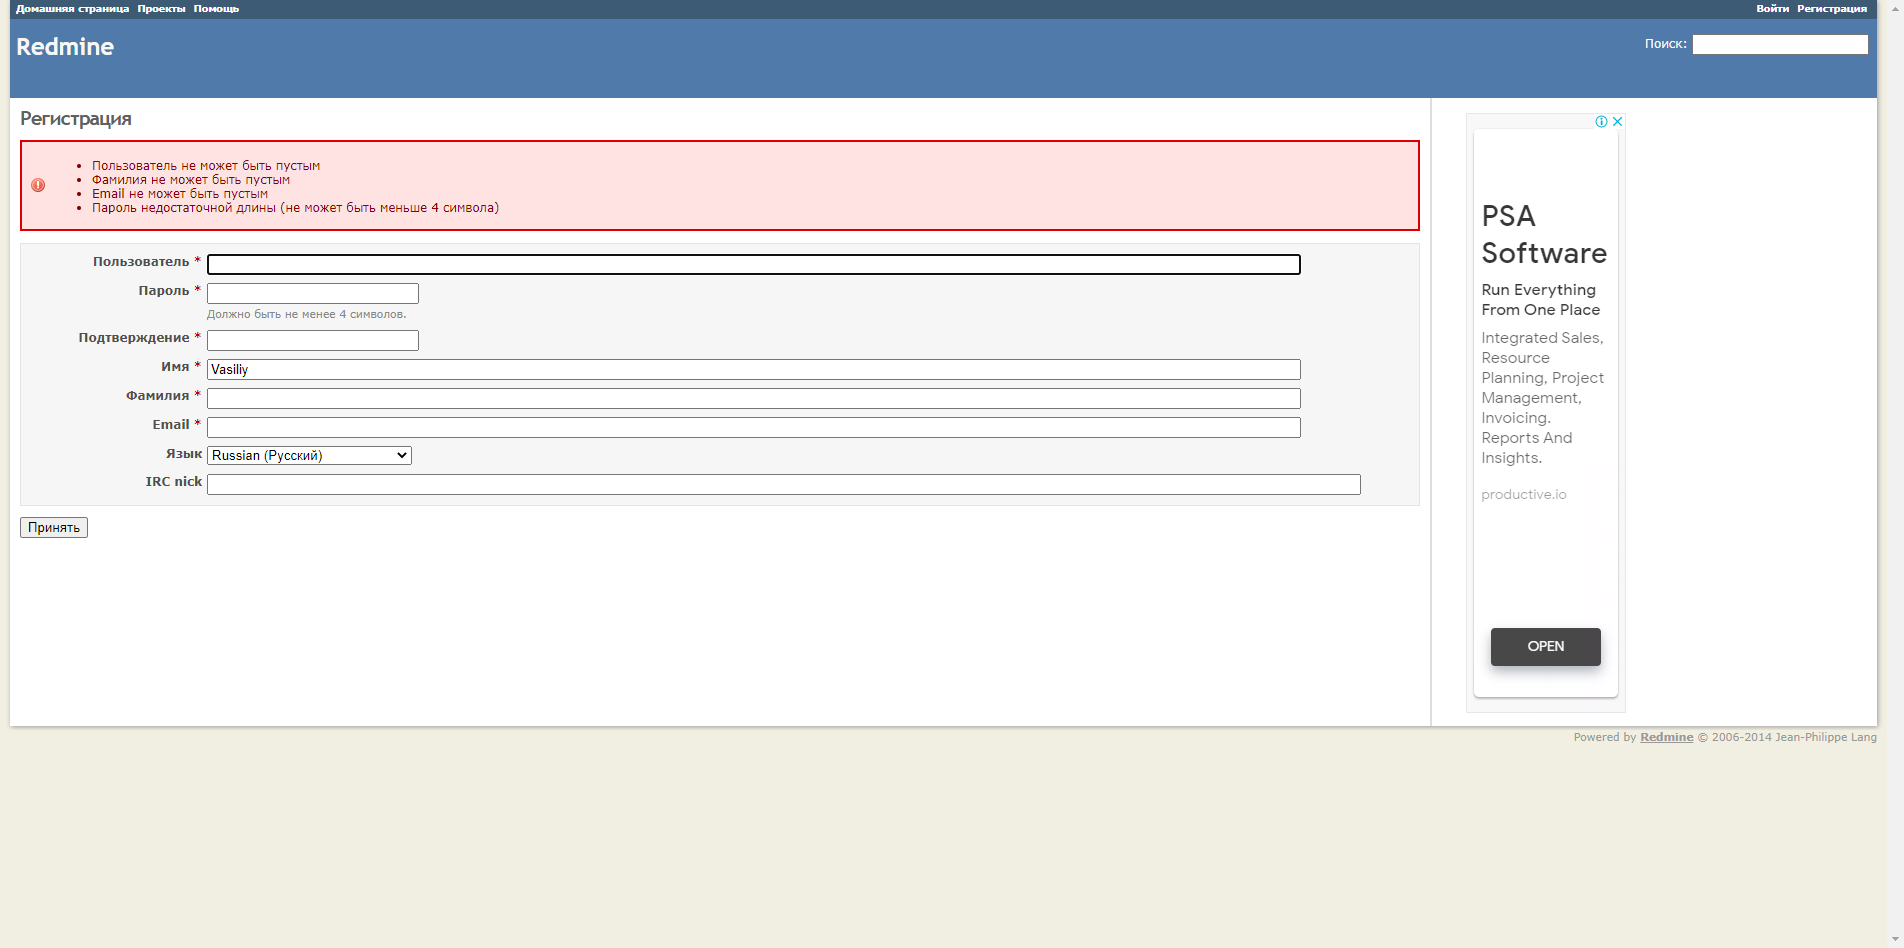 Домашняя страница Проекты Помощь
Войти Регистрация
Redmine
Поиск:
Регистрация
Пользователь не может быть пустым
Фамилия не может быть пустым
Email не может быть пустым
Пароль недостаточной длины (не может быть меньше 4 символа)
Пользователь *
Пароль *
Должно быть не менее 4 символов.
Подтверждение *
Имя * Vasiliy
Фамилия *
Email *
Язык Russian (Русский)
IRC nick
Принять
PSA
Software
Run Everything
From One Place
Integrated Sales,
Resource
Planning, Project
Management,
Invoicing.
Reports And
Insights.
productive.io
OPEN
Powered by Redmine © 2006-2014 Jean-Philippe Lang